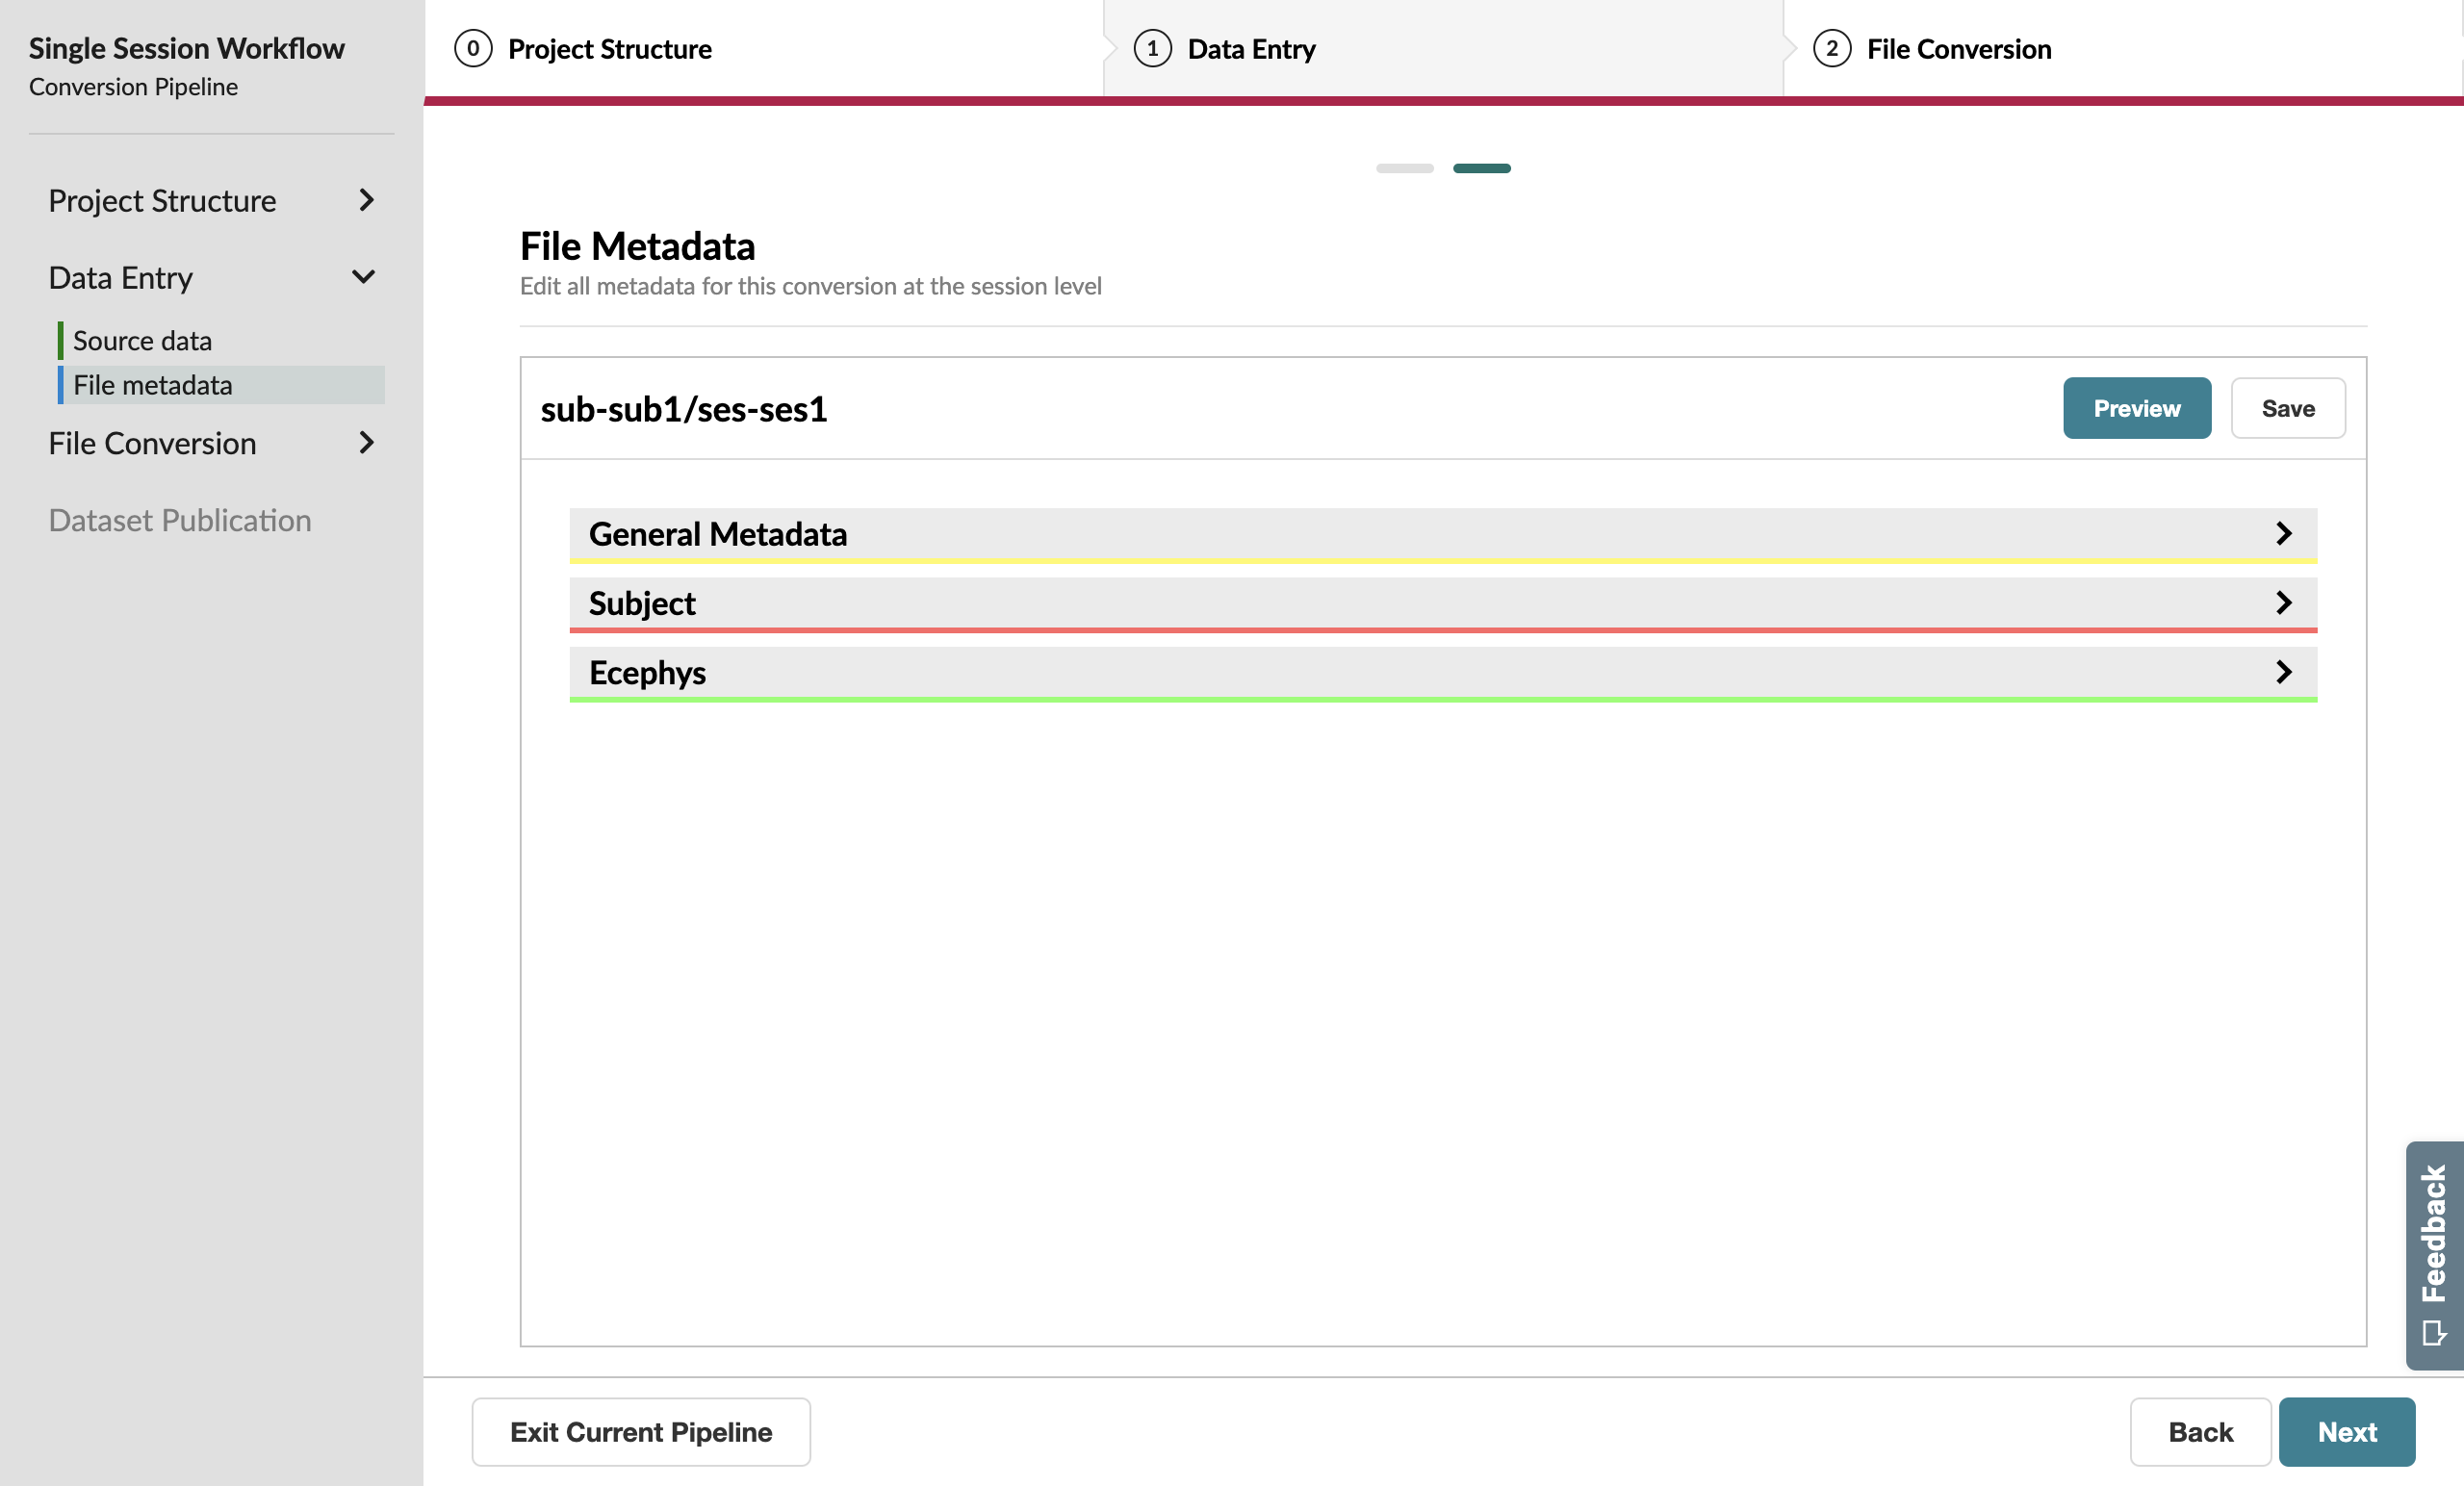 Single Session Workflow
Conversion Pipeline
Project Structure
Data Entry
Source data
File metadata
File Conversion
Dataset Publication
0 Project Structure
1 Data Entry
2 File Conversion
File Metadata
Edit all metadata for this conversion at the session level
sub-sub1/ses-ses1
Preview
Save
General Metadata
Subject
Ecephys
Feedback
Exit Current Pipeline
Back
Next